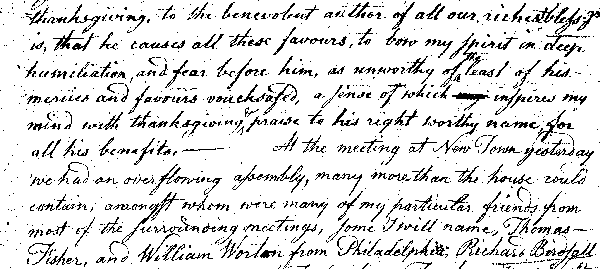 thanksgiving, to the benevolent author of all our richest blessings
is, that he causes all these favours, to bow my spirit in deep
humiliation, and fear before him, as unworthy of the least of his
mercies and favours vouchsafed, a sense of which inspires my
mind with thanksgiving, praise to his right worthy name, for
all his benefits.— At the meeting at New Town yesterday
we had an overflowing assembly, many more than the house could
contain; amongst whom were many of my particular friends from
most of the surrounding meetings, some I will name, Thomas–
Fisher, and William from Philadelphia, Richard Birdsall